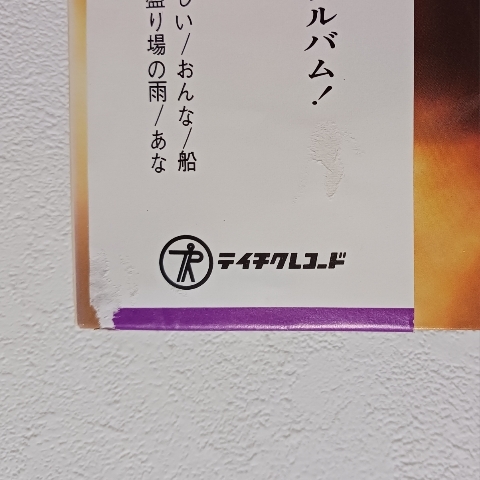 ルバム!
しい/おんな/船
盛り場の雨/あな
テイチクレコード